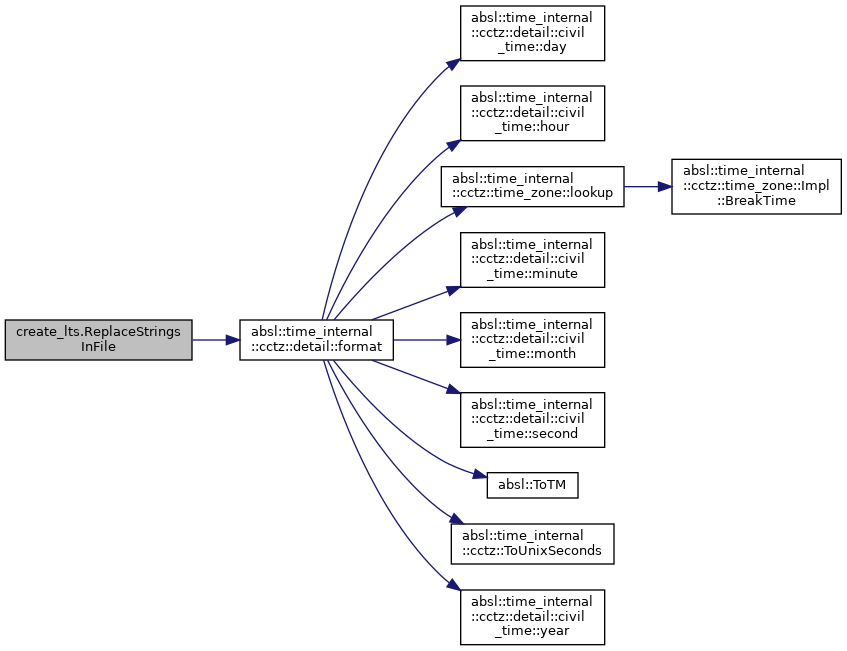 absl::time_internal
::cctz::detail::civil
_time::day
absl::time_internal
::cctz::detail::civil
_time::hour
absl::time_internal
::cctz::time_zone::lookup
absl::time_internal
::cctz::time_zone::Impl
::BreakTime
absl::time_internal
::cctz::detail::civil
_time::minute
create_lts.ReplaceStrings
InFile
absl::time_internal
::cctz::detail::format
absl::time_internal
::cctz::detail::civil
_time::month
absl::time_internal
::cctz::detail::civil
_time::second
absl::ToTM
absl::time_internal
::cctz::ToUnixSeconds
absl::time_internal
::cctz::detail::civil
_time::year